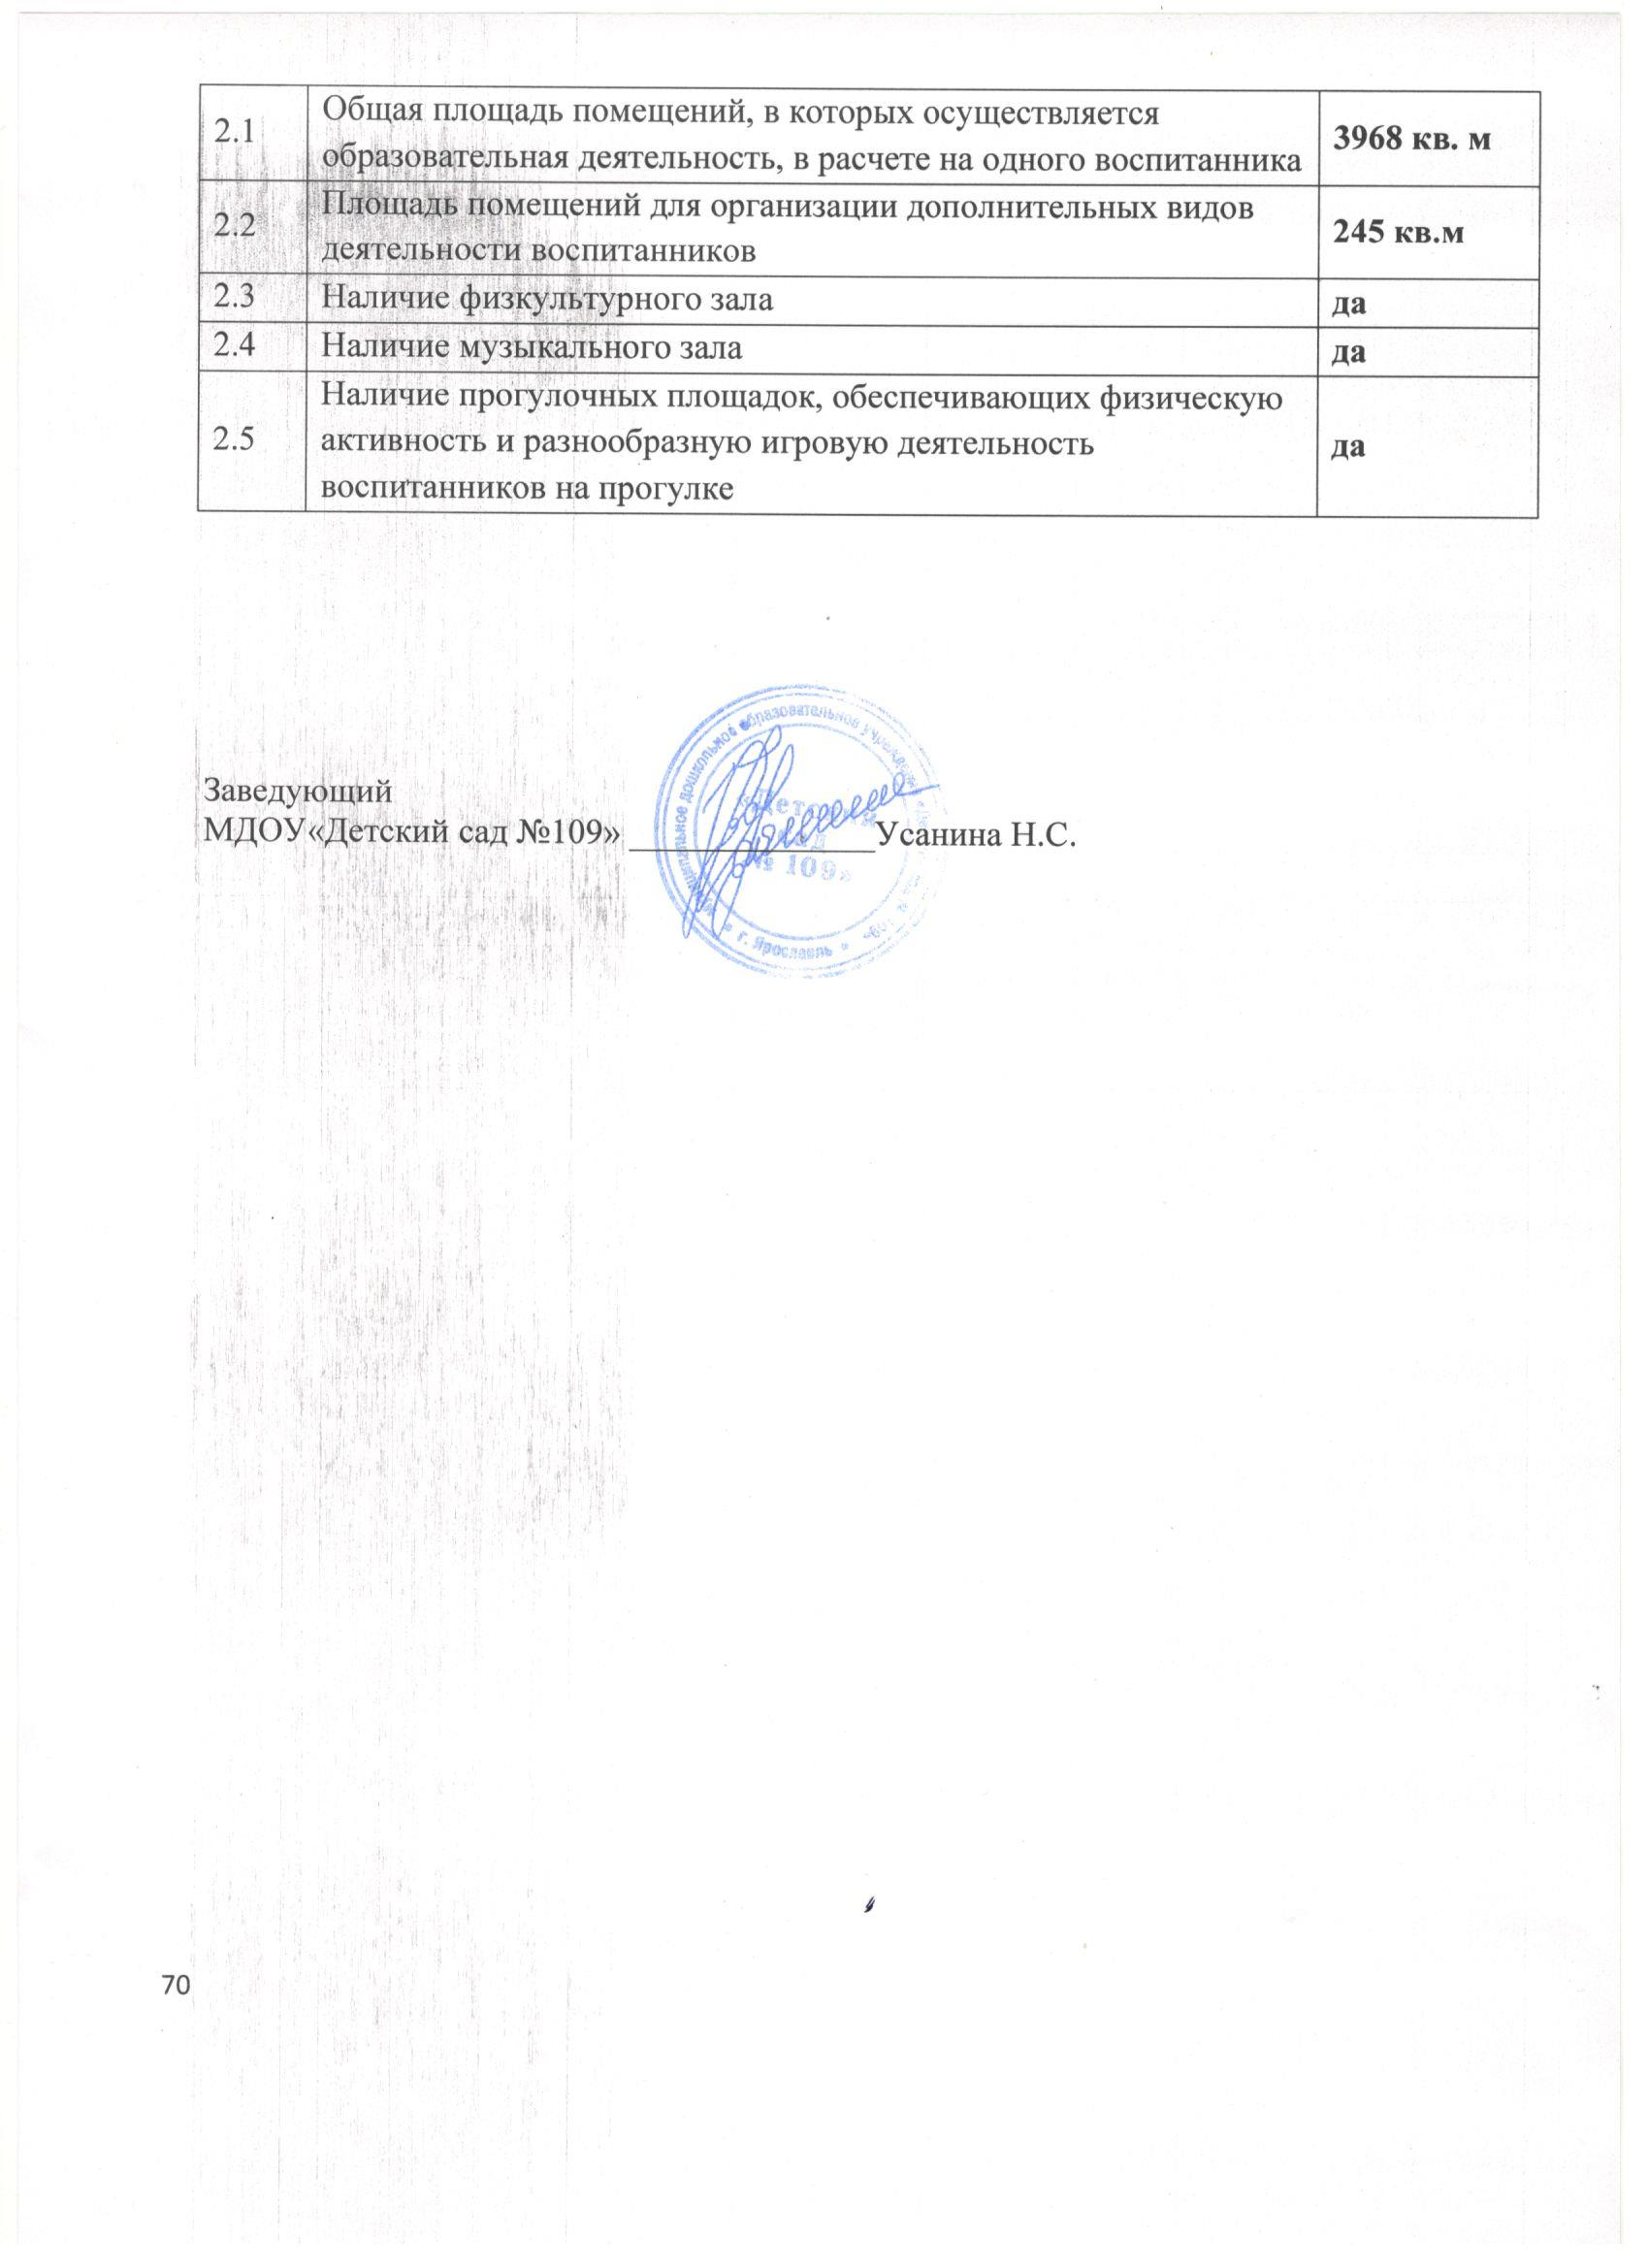 2.1
Общая площадь помещений, в которых осуществляется
образовательная деятельность, в расчете на одного воспитанника
3968 кв. м
2.2
Площадь помещений для организации дополнительных видов
деятельности воспитанников
245 кв.м
2.3
Наличие физкультурного зала
да
2.4
Наличие музыкального зала
да
2.5
Наличие прогулочных площадок, обеспечивающих физическую
активность и разнообразную игровую деятельность
воспитанников на прогулке
да
Заведующий
МДОУ«Детский сад №109» ______________Усанина Н.С.
дошкольное образовательное
г. Ярославль
№ 109»
70